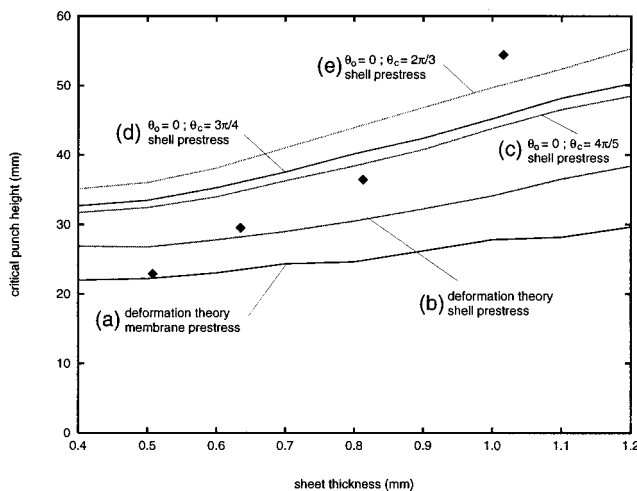 60
50
40
30
20
10
0
critical punch height (mm)
(e) θo = 0 ; θc = 2π/3
shell prestress
(d) θo = 0 ; θc = 3π/4
shell prestress
(c) θo = 0 ; θc = 4π/5
shell prestress
(b) deformation theory
shell prestress
(a) deformation theory
membrane prestress
0.4 0.5 0.6 0.7 0.8 0.9 1.0 1.1 1.2
sheet thickness (mm)